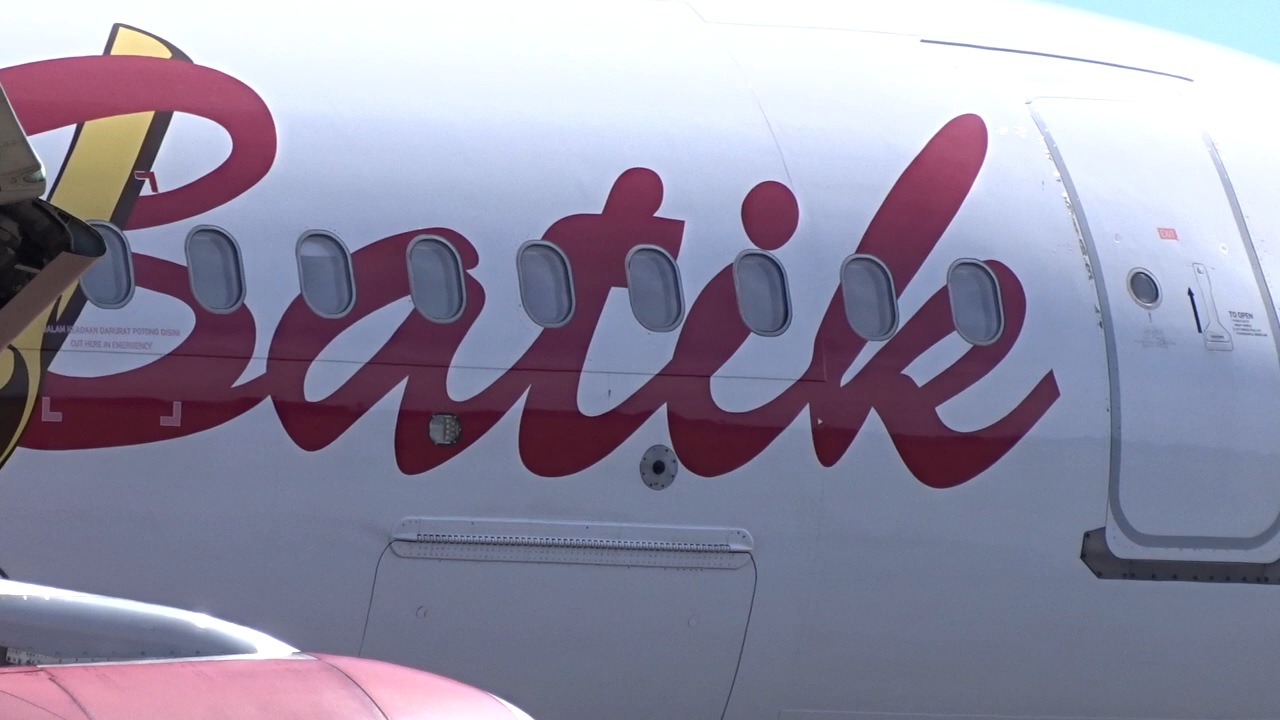 Batik
EXIT
TO OPEN
DALAM KEADAAN DARURAT POTONG DISINI
CUT HERE IN EMERGENCY